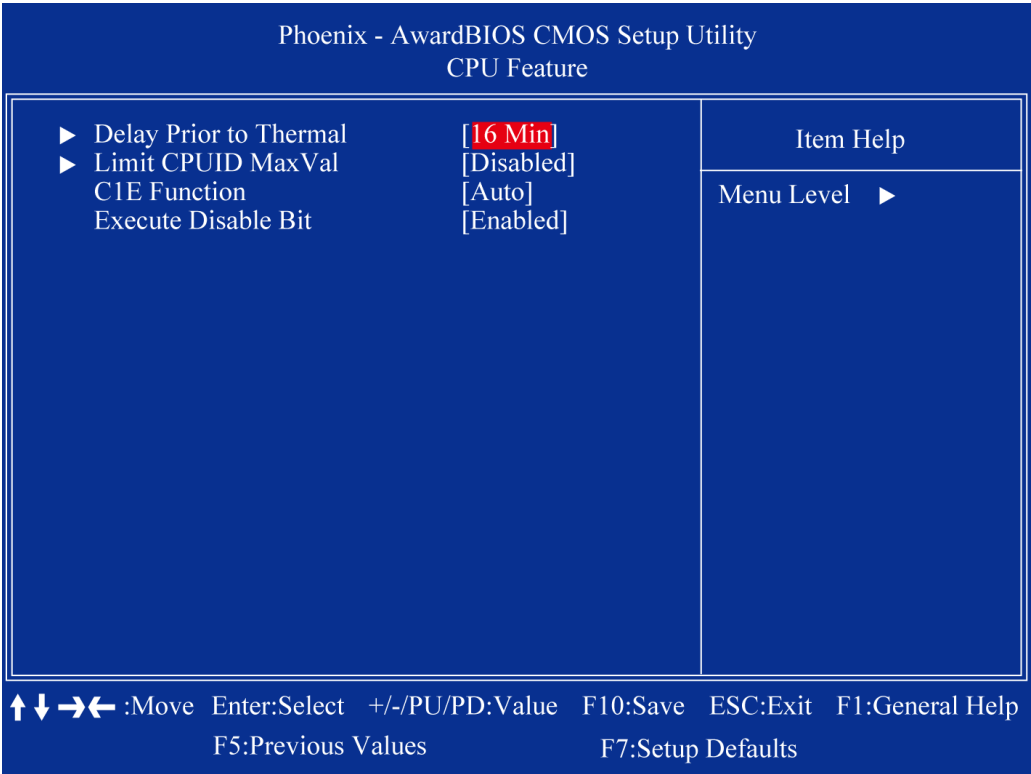 Phoenix - AwardBIOS CMOS Setup Utility
CPU Feature
Delay Prior to Thermal [16 Min]
Limit CPUID MaxVal [Disabled]
C1E Function [Auto]
Execute Disable Bit [Enabled]
Item Help
Menu Level
:Move Enter:Select +/-/PU/PD:Value F10:Save ESC:Exit F1:General Help
F5:Previous Values F7:Setup Defaults